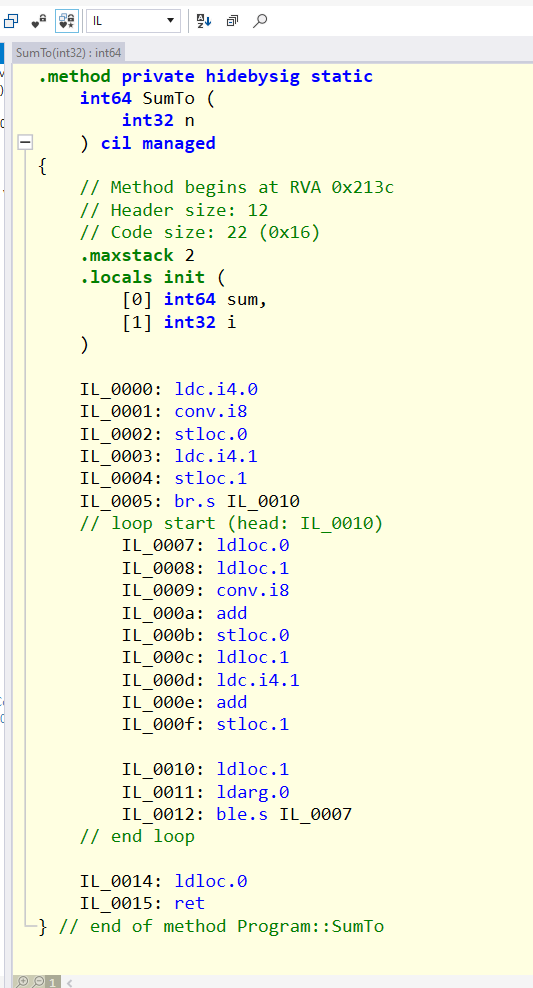 IL
SumTo(int32) : int64
.method private hidebysig static
int64 SumTo (
int32 n
) cil managed
{
// Method begins at RVA 0x213c
// Header size: 12
// Code size: 22 (0x16)
.maxstack 2
.locals init (
[0] int64 sum,
[1] int32 i
)
IL_0000: ldc.i4.0
IL_0001: conv.i8
IL_0002: stloc.0
IL_0003: ldc.i4.1
IL_0004: stloc.1
IL_0005: br.s IL_0010
// loop start (head: IL_0010)
IL_0007: ldloc.0
IL_0008: ldloc.1
IL_0009: conv.i8
IL_000a: add
IL_000b: stloc.0
IL_000c: ldloc.1
IL_000d: ldc.i4.1
IL_000e: add
IL_000f: stloc.1
IL_0010: ldloc.1
IL_0011: ldarg.0
IL_0012: ble.s IL_0007
// end loop
IL_0014: ldloc.0
IL_0015: ret
} // end of method Program::SumTo
1